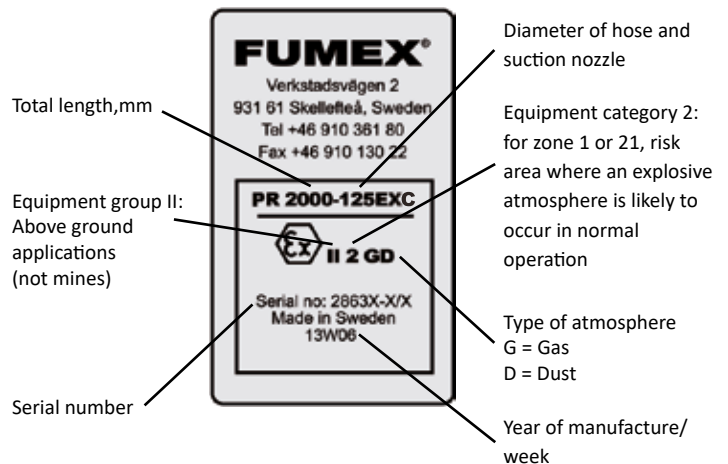 FUMEX®
Verkstadsvägen 2
931 61 Skellefteå, Sweden
Tel +46 910 361 80
Fax +46 910 130 22
PR 2000-125EXC
Ex II 2 GD
Serial no: 2863X-X/X
Made in Sweden
13W06
Total length,mm
Equipment group II:
Above ground
applications
(not mines)
Serial number
Diameter of hose and
suction nozzle
Equipment category 2:
for zone 1 or 21, risk
area where an explosive
atmosphere is likely to
occur in normal
operation
Type of atmosphere
G = Gas
D = Dust
Year of manufacture/
week